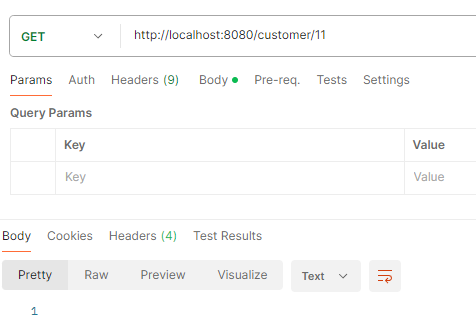 GET http://localhost:8080/customer/11
Params Auth Headers (9) Body Pre-req. Tests Settings
Query Params
Key Value
Key Value
Body Cookies Headers (4) Test Results
Pretty Raw Preview Visualize Text
1